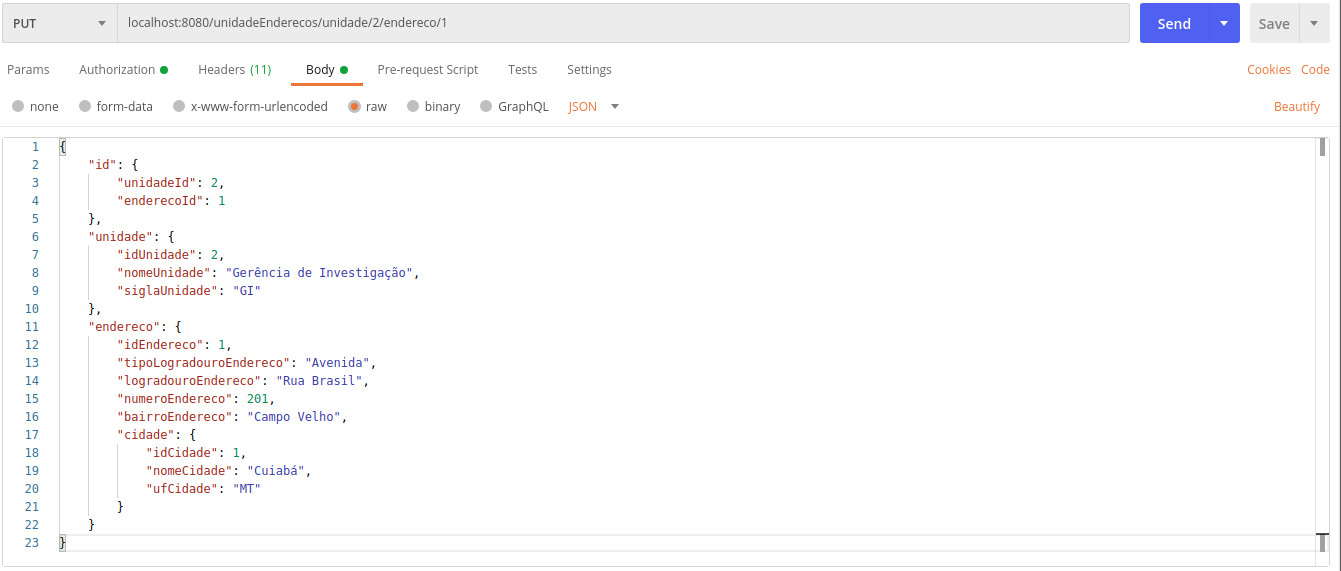 PUT localhost:8080/unidadeEnderecos/unidade/2/endereco/1 Send Save
Params Authorization Headers (11) Body Pre-request Script Tests Settings Cookies Code
none form-data x-www-form-urlencoded raw binary GraphQL JSON Beautify
1 {
2 "id": {
3 "unidadeId": 2,
4 "enderecoId": 1
5 },
6 "unidade": {
7 "idUnidade": 2,
8 "nomeUnidade": "Gerência de Investigação",
9 "siglaUnidade": "GI"
10 },
11 "endereco": {
12 "idEndereco": 1,
13 "tipoLogradouroEndereco": "Avenida",
14 "logradouroEndereco": "Rua Brasil",
15 "numeroEndereco": 201,
16 "bairroEndereco": "Campo Velho",
17 "cidade": {
18 "idCidade": 1,
19 "nomeCidade": "Cuiabá",
20 "ufCidade": "MT"
21 }
22 }
23 }